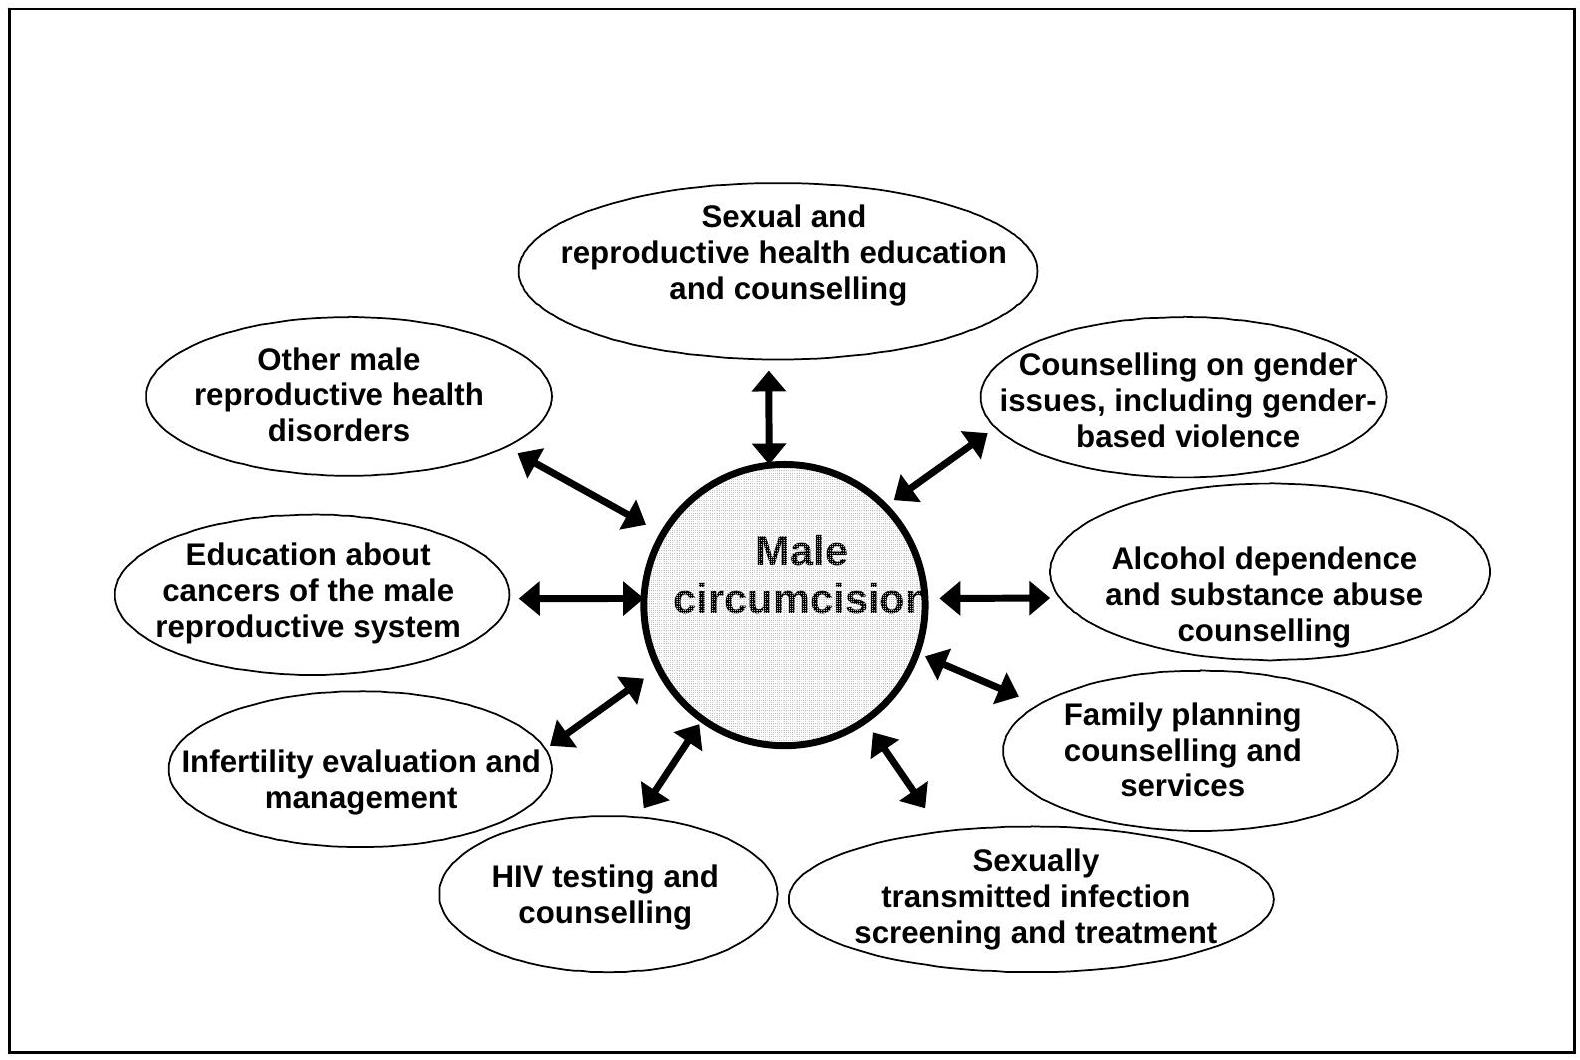 Sexual and
reproductive health education
and counselling
Other male
reproductive health
disorders
Counselling on gender
issues, including gender-
based violence
Education about
cancers of the male
reproductive system
Male
circumcision
Alcohol dependence
and substance abuse
counselling
Infertility evaluation and
management
Family planning
counselling and
services
HIV testing and
counselling
Sexually
transmitted infection
screening and treatment